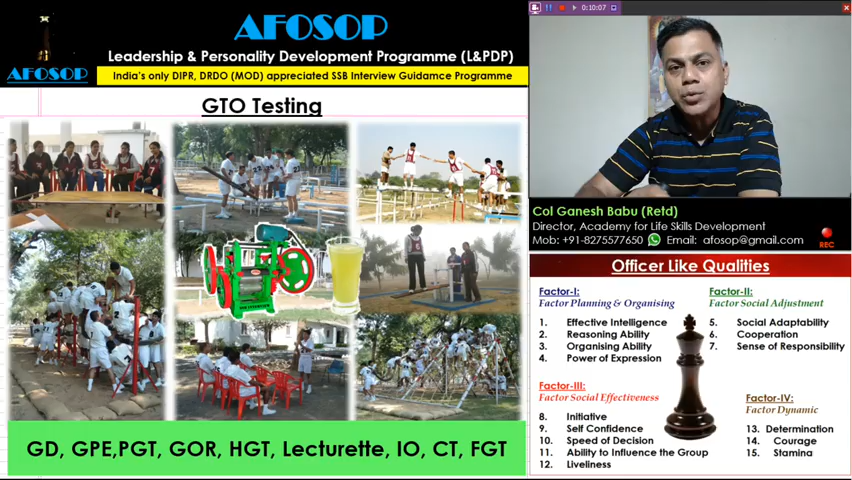 AFOSOP
AFOSOP
Leadership & Personality Development Programme (L&PDP)
India's only DIPR, DRDO (MOD) appreciated SSB Interview Guidamce Programme
GTO Testing
GD, GPE,PGT, GOR, HGT, Lecturette, IO, CT, FGT
0:10:07
Col Ganesh Babu (Retd)
Director, Academy for Life Skills Development
Mob: +91-8275577650 Email: afosop@gmail.com
REC
Officer Like Qualities
Factor-I:
Factor Planning & Organising
1. Effective Intelligence
2. Reasoning Ability
3. Organising Ability
4. Power of Expression
Factor-II:
Factor Social Adjustment
5. Social Adaptability
6. Cooperation
7. Sense of Responsibility
Factor-III:
Factor Social Effectiveness
8. Initiative
9. Self Confidence
10. Speed of Decision
11. Ability to Influence the Group
12. Liveliness
Factor-IV:
Factor Dynamic
13. Determination
14. Courage
15. Stamina